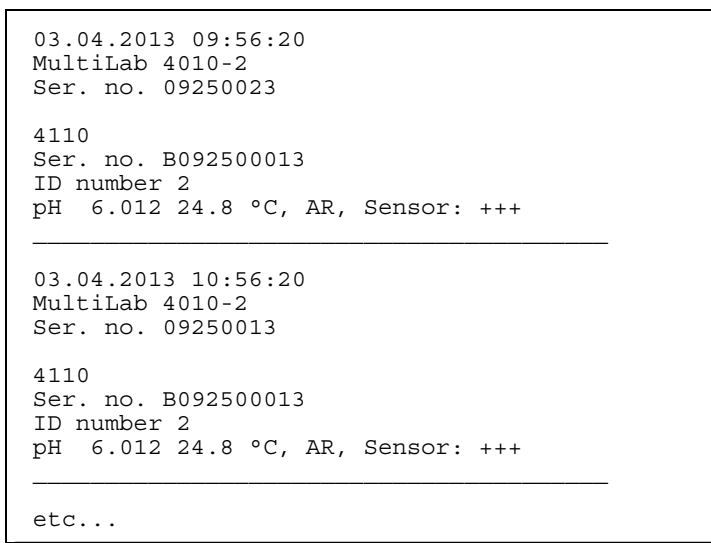 03.04.2013 09:56:20
MultiLab 4010-2
Ser. no. 09250023
4110
Ser. no. B092500013
ID number 2
pH 6.012 24.8 °C, AR, Sensor: +++
________________________________________
03.04.2013 10:56:20
MultiLab 4010-2
Ser. no. 09250013
4110
Ser. no. B092500013
ID number 2
pH 6.012 24.8 °C, AR, Sensor: +++
________________________________________
etc...